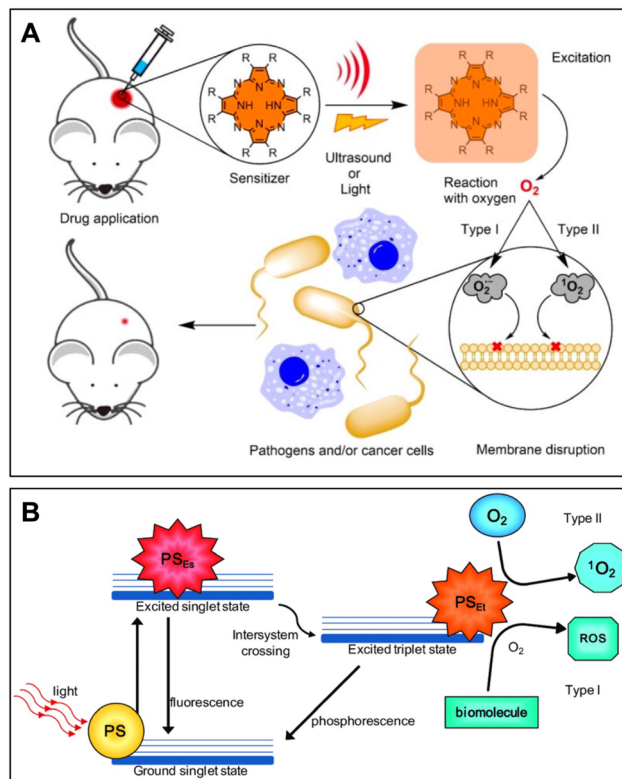 A
Drug application
R R
N
R R
N N
NH HN
R R
N N
N
R R
Sensitizer
Ultrasound
or
Light
R R
N
R R
N N
NH HN
R R
N N
N
R R
Excitation
Reaction
with oxygen
O2
Type I
Type II
O2•−
1O2
Pathogens and/or cancer cells
Membrane disruption
B
PSEs
Excited singlet state
O2
Type II
1O2
PSEt
Intersystem
crossing
Excited triplet state
O2
ROS
Type I
light
fluorescence
phosphorescence
biomolecule
PS
Ground singlet state